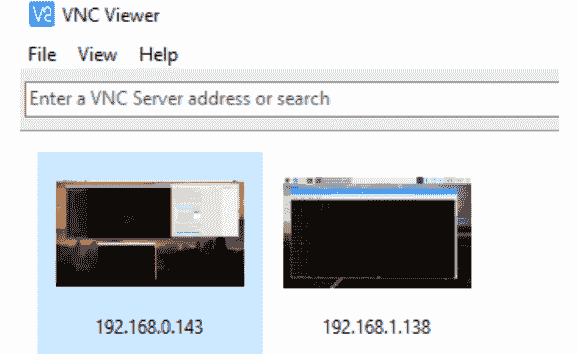 VNC Viewer
File View Help
Enter a VNC Server address or search
192.168.0.143 192.168.1.138